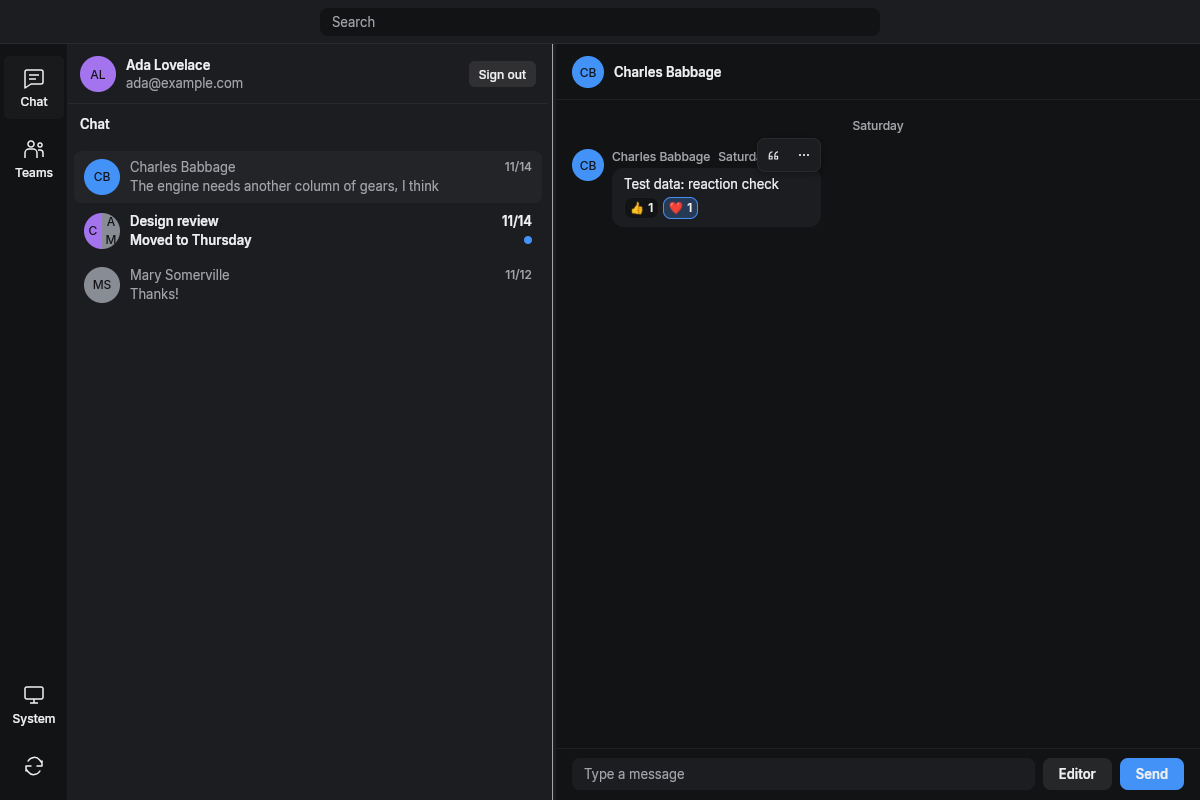 Search
Chat
Teams
System
AL
Ada Lovelace
ada@example.com
Sign out
Chat
CB
Charles Babbage
11/14
The engine needs another column of gears, I think
C
A
M
Design review
11/14
Moved to Thursday
MS
Mary Somerville
11/12
Thanks!
CB
Charles Babbage
Saturday
CB
Charles Babbage Saturd
Test data: reaction check
👍 1 ❤️ 1
Type a message
Editor
Send